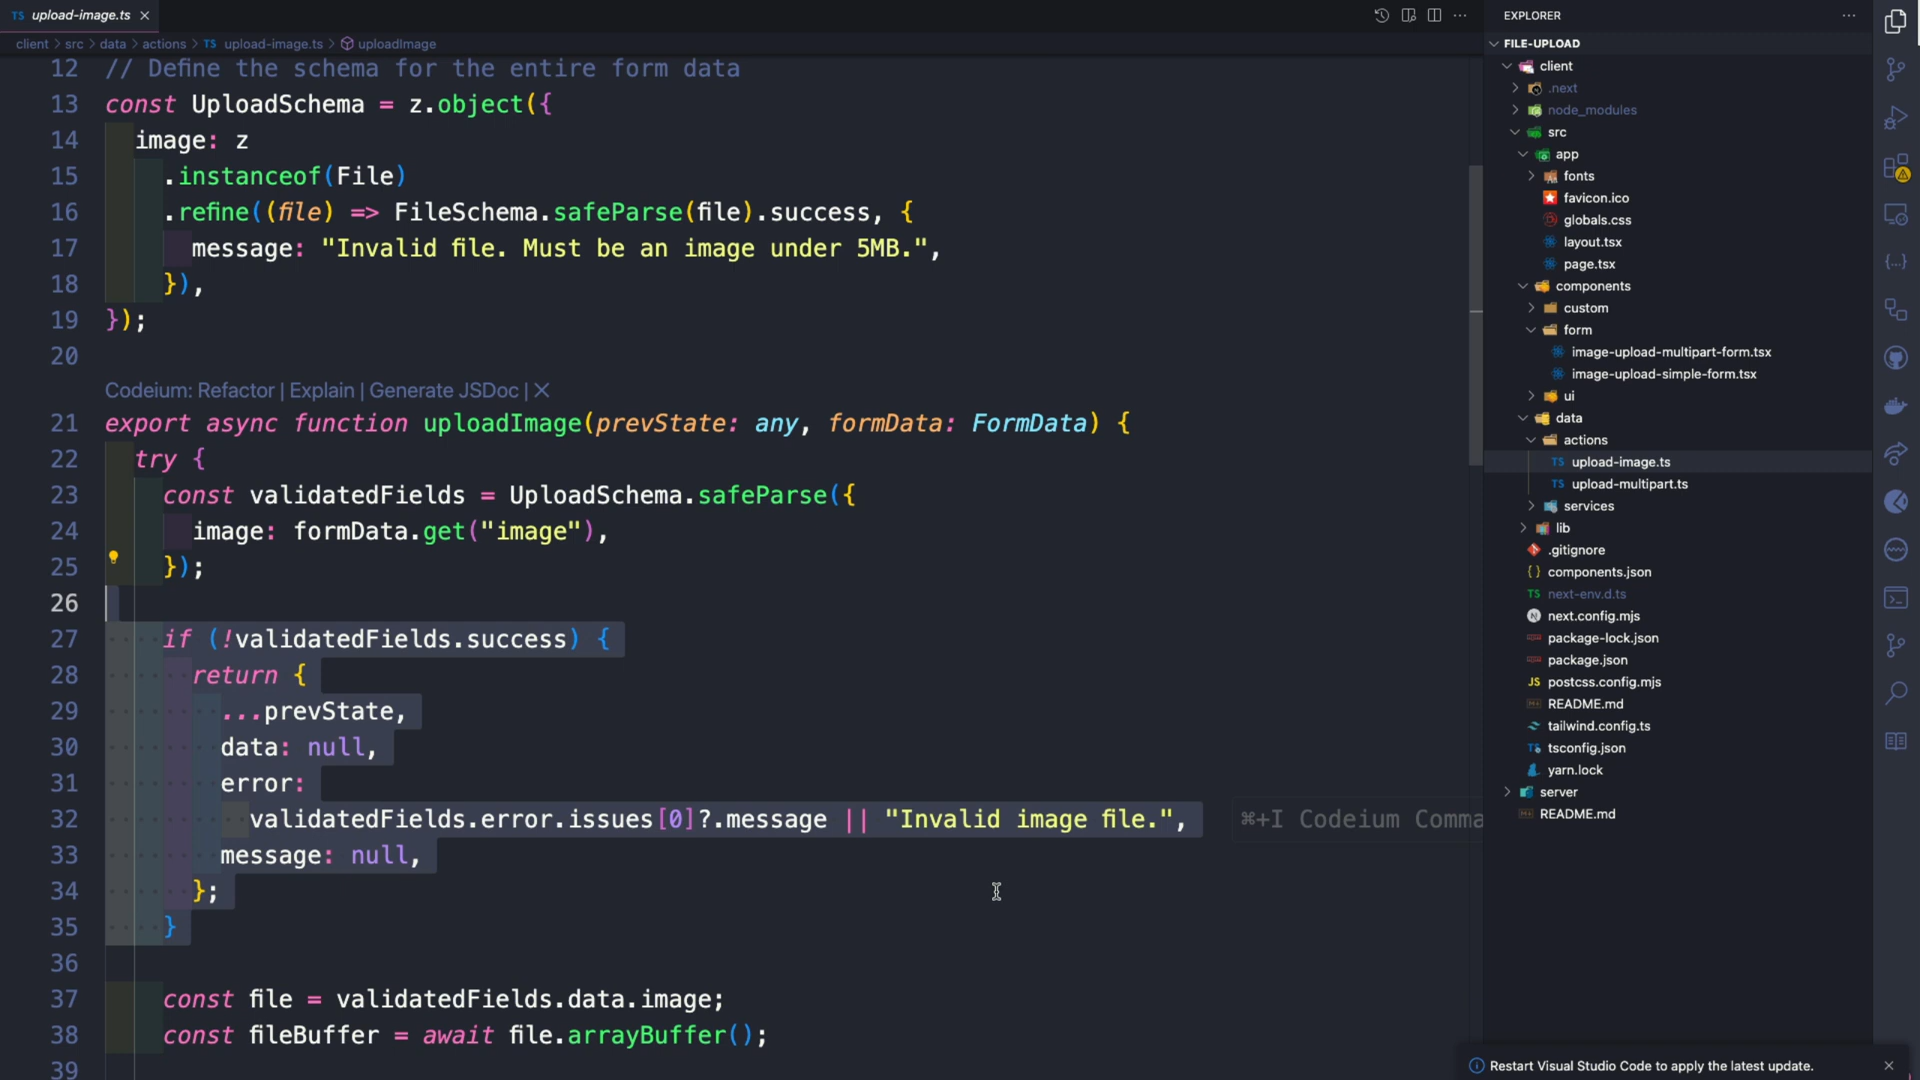 TS upload-image.ts
client > src > data > actions > TS upload-image.ts > uploadImage
12 // Define the schema for the entire form data
13 const UploadSchema = z.object({
14 image: z
15 .instanceof(File)
16 .refine((file) => FileSchema.safeParse(file).success, {
17 message: "Invalid file. Must be an image under 5MB.",
18 }),
19 });
20
Codeium: Refactor | Explain | Generate JSDoc | ✕
21 export async function uploadImage(prevState: any, formData: FormData) {
22 try {
23 const validatedFields = UploadSchema.safeParse({
24 image: formData.get("image"),
25 });
26
27 if (!validatedFields.success) {
28 return {
29 ...prevState,
30 data: null,
31 error:
32 validatedFields.error.issues[0]?.message || "Invalid image file.", ⌘+I Codeium Comma
33 message: null,
34 };
35 }
36
37 const file = validatedFields.data.image;
38 const fileBuffer = await file.arrayBuffer();
39
EXPLORER
FILE-UPLOAD
client
.next
node_modules
src
app
fonts
favicon.ico
globals.css
layout.tsx
page.tsx
components
custom
form
image-upload-multipart-form.tsx
image-upload-simple-form.tsx
ui
data
actions
TS upload-image.ts
TS upload-multipart.ts
services
lib
.gitignore
{ } components.json
TS next-env.d.ts
N next.config.mjs
package-lock.json
package.json
JS postcss.config.mjs
README.md
tailwind.config.ts
TS tsconfig.json
yarn.lock
server
README.md
Restart Visual Studio Code to apply the latest update.